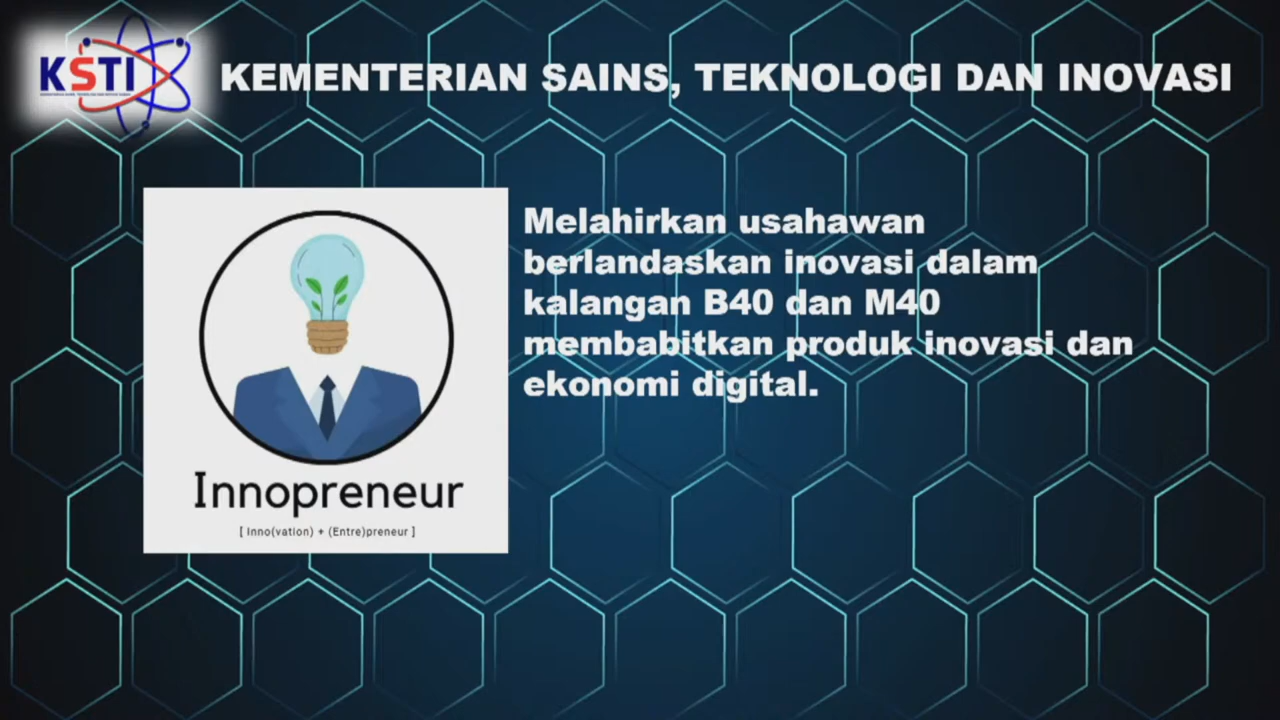 KSTI
KEMENTERIAN SAINS, TEKNOLOGI DAN INOVASI
Melahirkan usahawan
berlandaskan inovasi dalam
kalangan B40 dan M40
membabitkan produk inovasi dan
ekonomi digital.
Innopreneur
[ Inno(vation) + (Entre)preneur ]